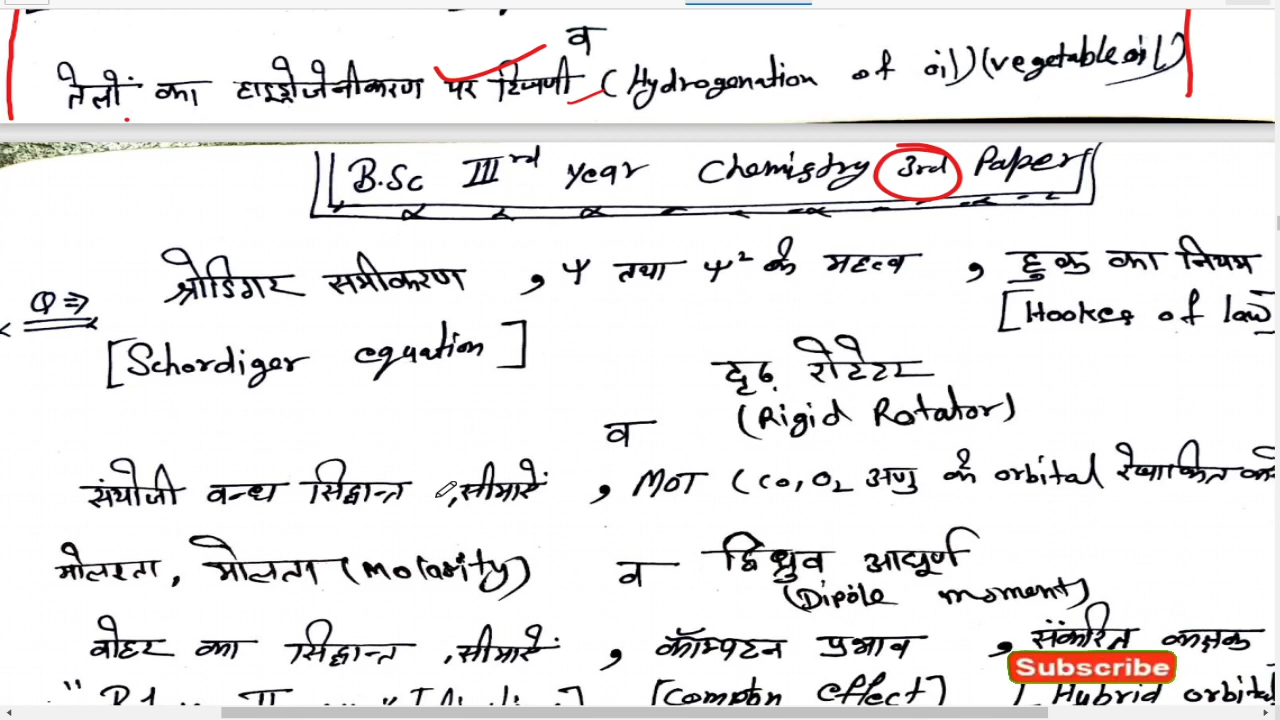 व
तेलों का हाइड्रोजेनीकरण पर टिप्पणी (Hydrogenation of oil) (vegetable oil)
B.Sc IIIrd Year Chemistry 3rd Paper
Q⇒ श्रोडिंगर समीकरण , Ψ तथा Ψ² के महत्व , हुक का नियम
[Schordiger equation] [Hookes of law]
दृढ़ रोटेटर
व (Rigid Rotator)
संयोजी बन्ध सिद्धान्त ,सीमाऐं , MOT (CO, O₂ अणु के orbital रेखांकित
मोलरता, मोलता (Molarity) व द्विध्रुव आघूर्ण
(Dipole moment)
बोहर का सिद्धान्त ,सीमाऐं , कॉम्पटन प्रभाव , संकरित कक्षक
[Compton effect] [Hybrid orbital
Subscribe